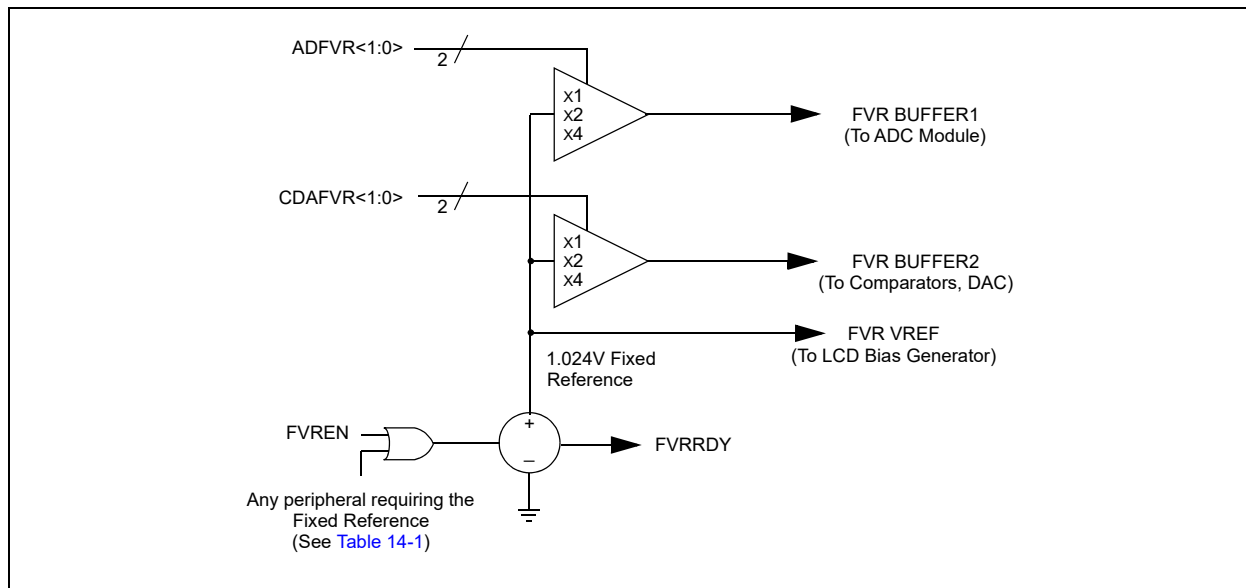 ADFVR<1:0>
2
X1
X2
X4
FVR BUFFER1
(To ADC Module)
CDAFVR<1:0>
2
X1
X2
X4
FVR BUFFER2
(To Comparators, DAC)
FVR VREF
(To LCD Bias Generator)
1.024V Fixed
Reference
FVREN
+
_
FVRRDY
Any peripheral requiring the
Fixed Reference
(See Table 14-1)